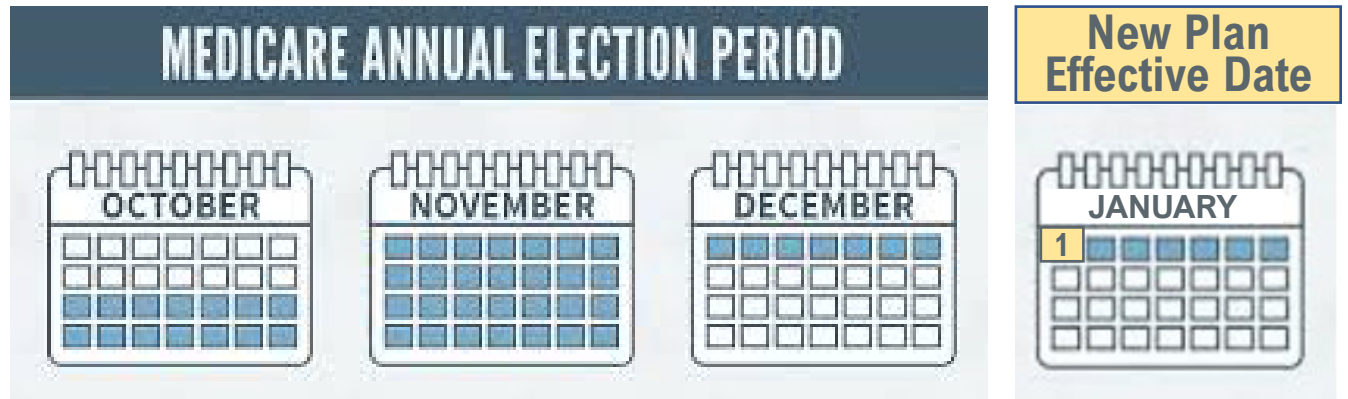 MEDICARE ANNUAL ELECTION PERIOD
New Plan
Effective Date
OCTOBER
NOVEMBER
DECEMBER
JANUARY
1